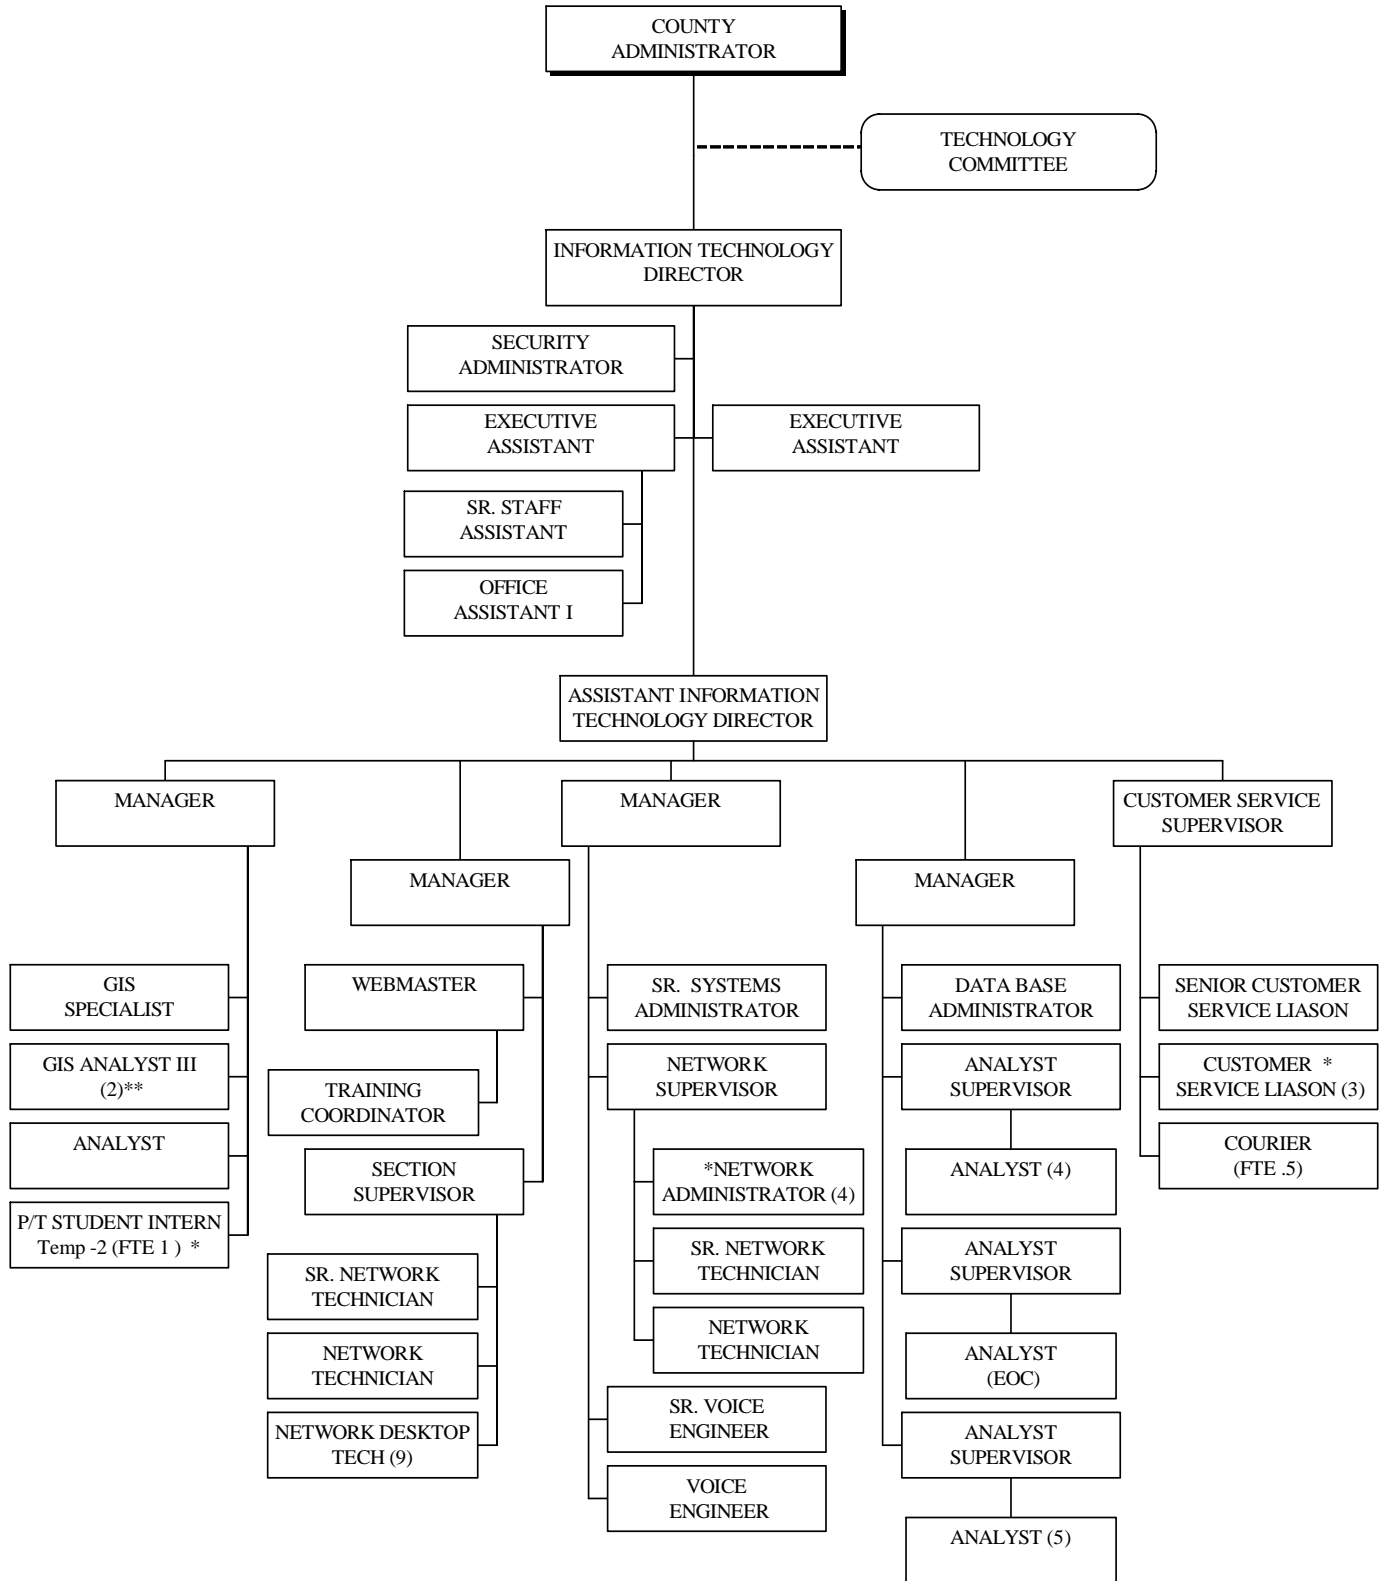 COUNTY
ADMINISTRATOR
TECHNOLOGY
COMMITTEE
INFORMATION TECHNOLOGY
DIRECTOR
SECURITY
ADMINISTRATOR
EXECUTIVE
ASSISTANT
EXECUTIVE
ASSISTANT
SR. STAFF
ASSISTANT
OFFICE
ASSISTANT I
ASSISTANT INFORMATION
TECHNOLOGY DIRECTOR
MANAGER
GIS
SPECIALIST
GIS ANALYST III
(2)**
ANALYST
P/T STUDENT INTERN
Temp -2 (FTE 1 ) *
MANAGER
WEBMASTER
TRAINING
COORDINATOR
SECTION
SUPERVISOR
SR. NETWORK
TECHNICIAN
NETWORK
TECHNICIAN
NETWORK DESKTOP
TECH (9)
MANAGER
SR. SYSTEMS
ADMINISTRATOR
NETWORK
SUPERVISOR
*NETWORK
ADMINISTRATOR (4)
SR. NETWORK
TECHNICIAN
NETWORK
TECHNICIAN
SR. VOICE
ENGINEER
VOICE
ENGINEER
MANAGER
DATA BASE
ADMINISTRATOR
ANALYST
SUPERVISOR
ANALYST (4)
ANALYST
SUPERVISOR
ANALYST
(EOC)
ANALYST
SUPERVISOR
ANALYST (5)
CUSTOMER SERVICE
SUPERVISOR
SENIOR CUSTOMER
SERVICE LIASON
CUSTOMER *
SERVICE LIASON (3)
COURIER
(FTE .5)